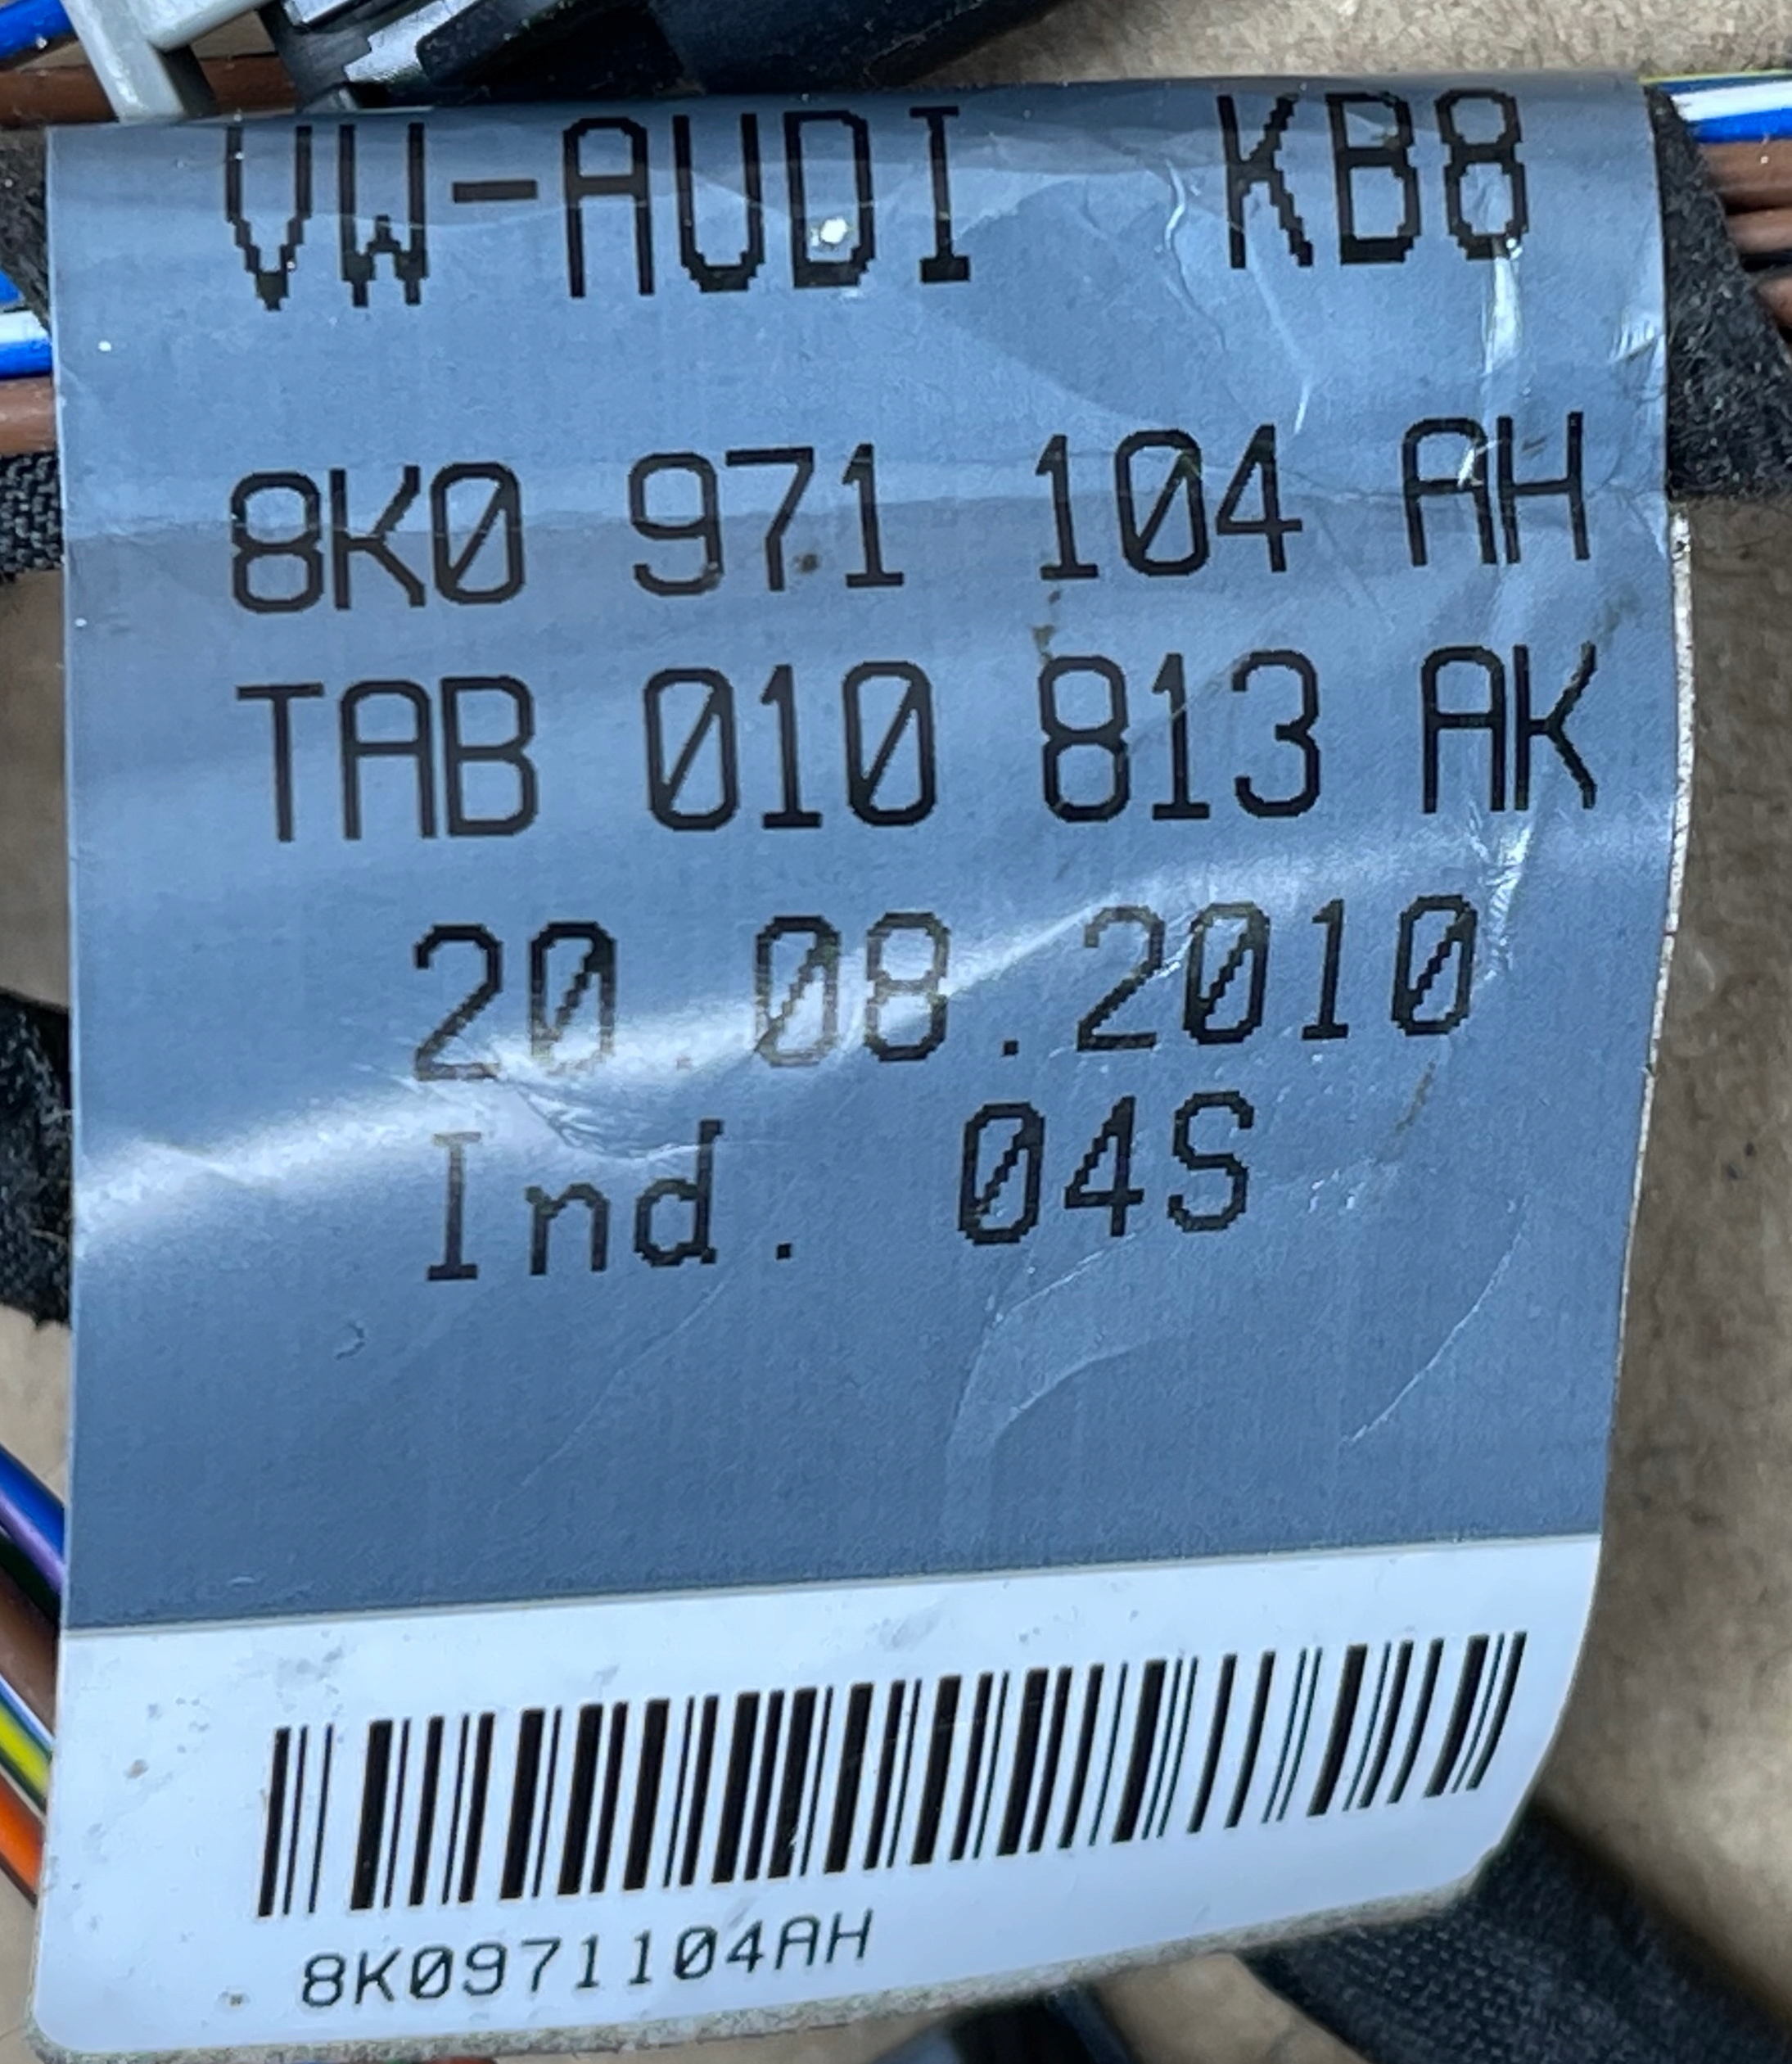 VW-AUDI KB8
8K0 971 104 AH
TAB 010 813 AK
20.08.2010
Ind. 04S
8K0971104AH